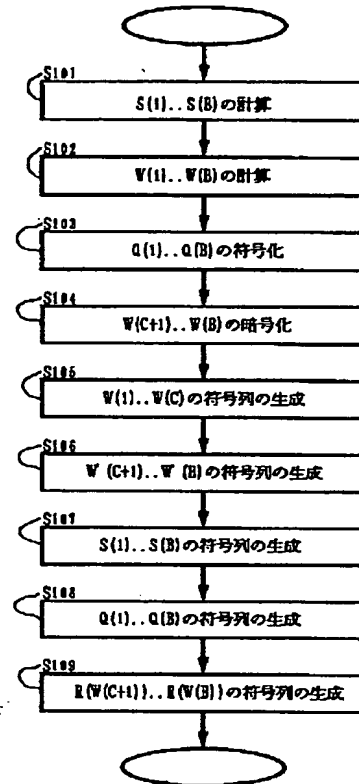 S101
S(1)..S(B)の計算
S102
W(1)..W(B)の計算
S103
Q(1)..Q(B)の符号化
S104
W(C+1)..W(B)の暗号化
S105
W(1)..W(C)の符号列の生成
S106
W'(C+1)..W'(B)の符号列の生成
S107
S(1)..S(B)の符号列の生成
S108
Q(1)..Q(B)の符号列の生成
S109
R(W(C+1))..R(W(B))の符号列の生成